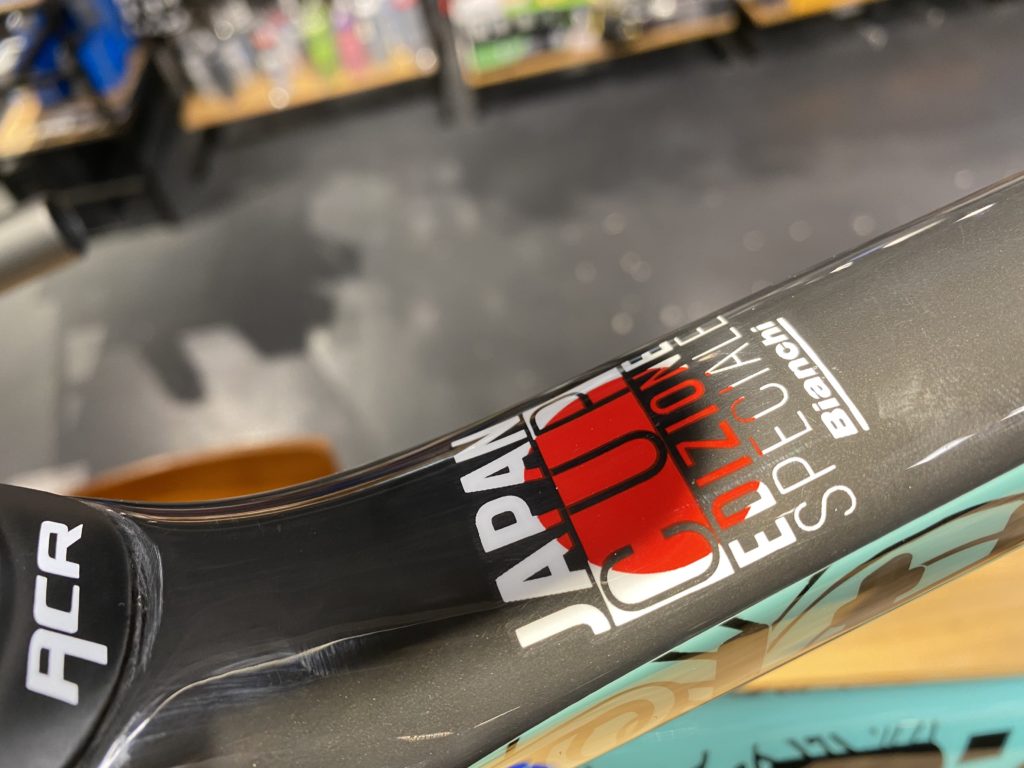 ACR
JAPAN
CUP
EDIZIONE
SPECIALE
Bianchi